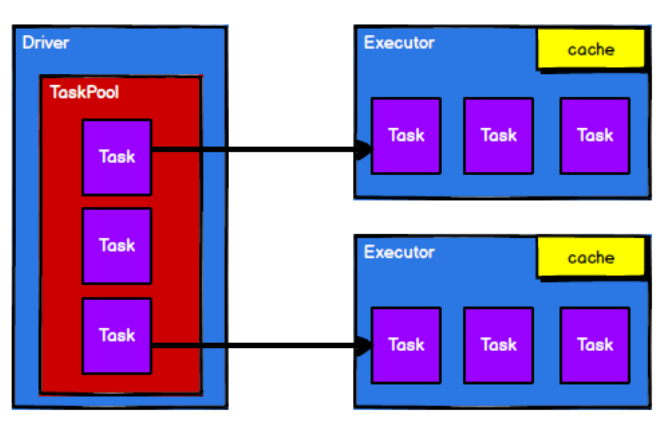 Driver
TaskPool
Task
Task
Task
Executor
cache
Task Task Task
Executor
cache
Task Task Task